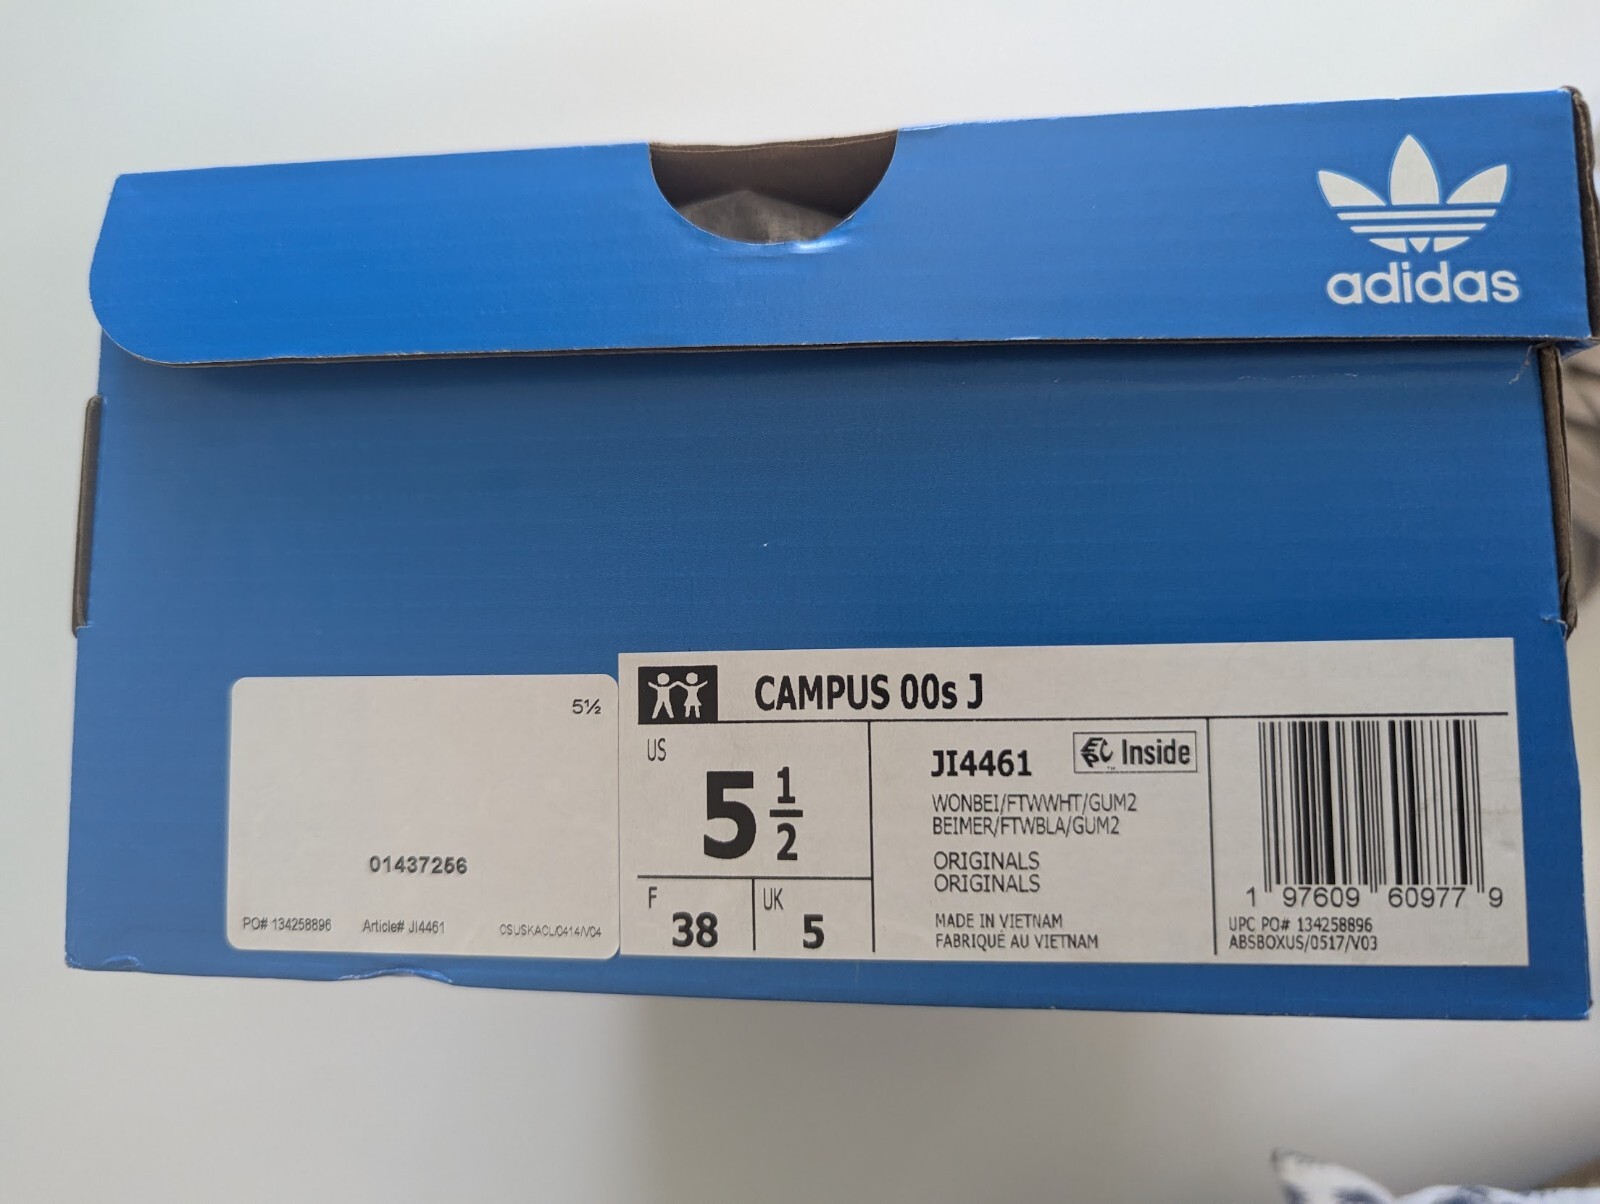 adidas
5½
01437256
PO# 134258896 Article# JI4461 CSUSKACL/0414/V04
CAMPUS 00s J
US
5 1/2
F 38
UK 5
JI4461
Inside
WONBEI/FTWWHT/GUM2
BEIMER/FTWBLA/GUM2
ORIGINALS
ORIGINALS
MADE IN VIETNAM
FABRIQUÉ AU VIETNAM
1 97609 60977 9
UPC PO# 134258896
ABSBOXUS/0517/V03